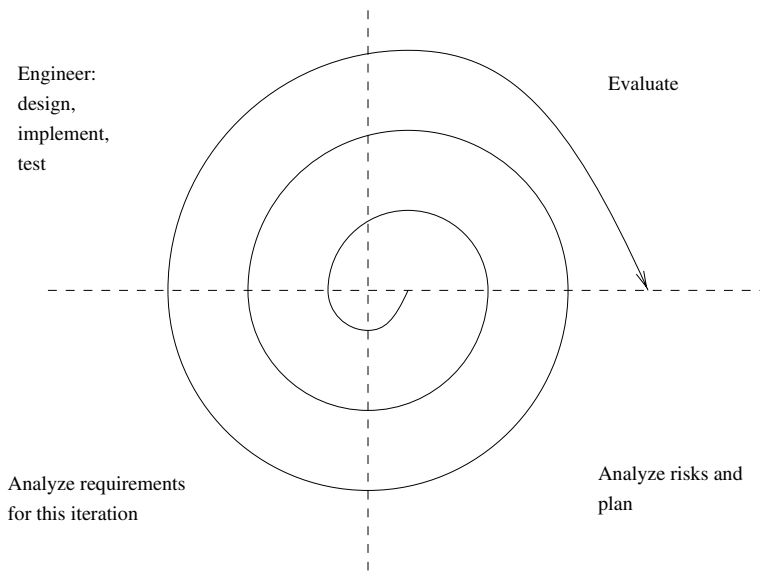 Engineer:
design,
implement,
test
Evaluate
Analyze requirements
for this iteration
Analyze risks and
plan